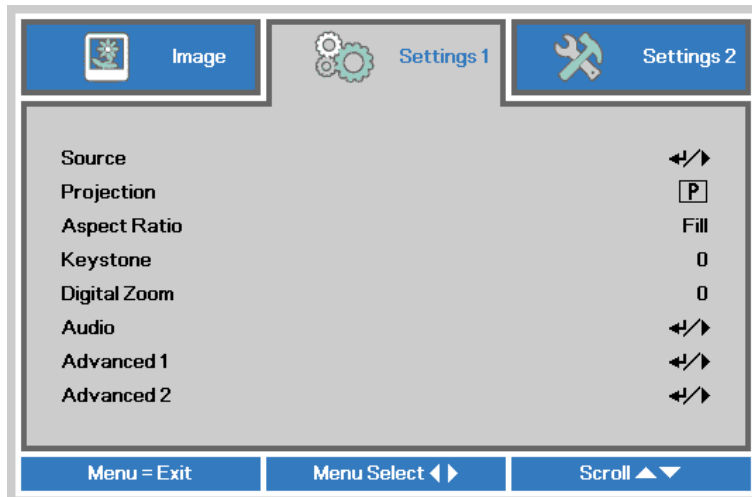 Image Settings 1 Settings 2
Source
Projection P
Aspect Ratio Fill
Keystone 0
Digital Zoom 0
Audio
Advanced 1
Advanced 2
Menu = Exit Menu Select Scroll